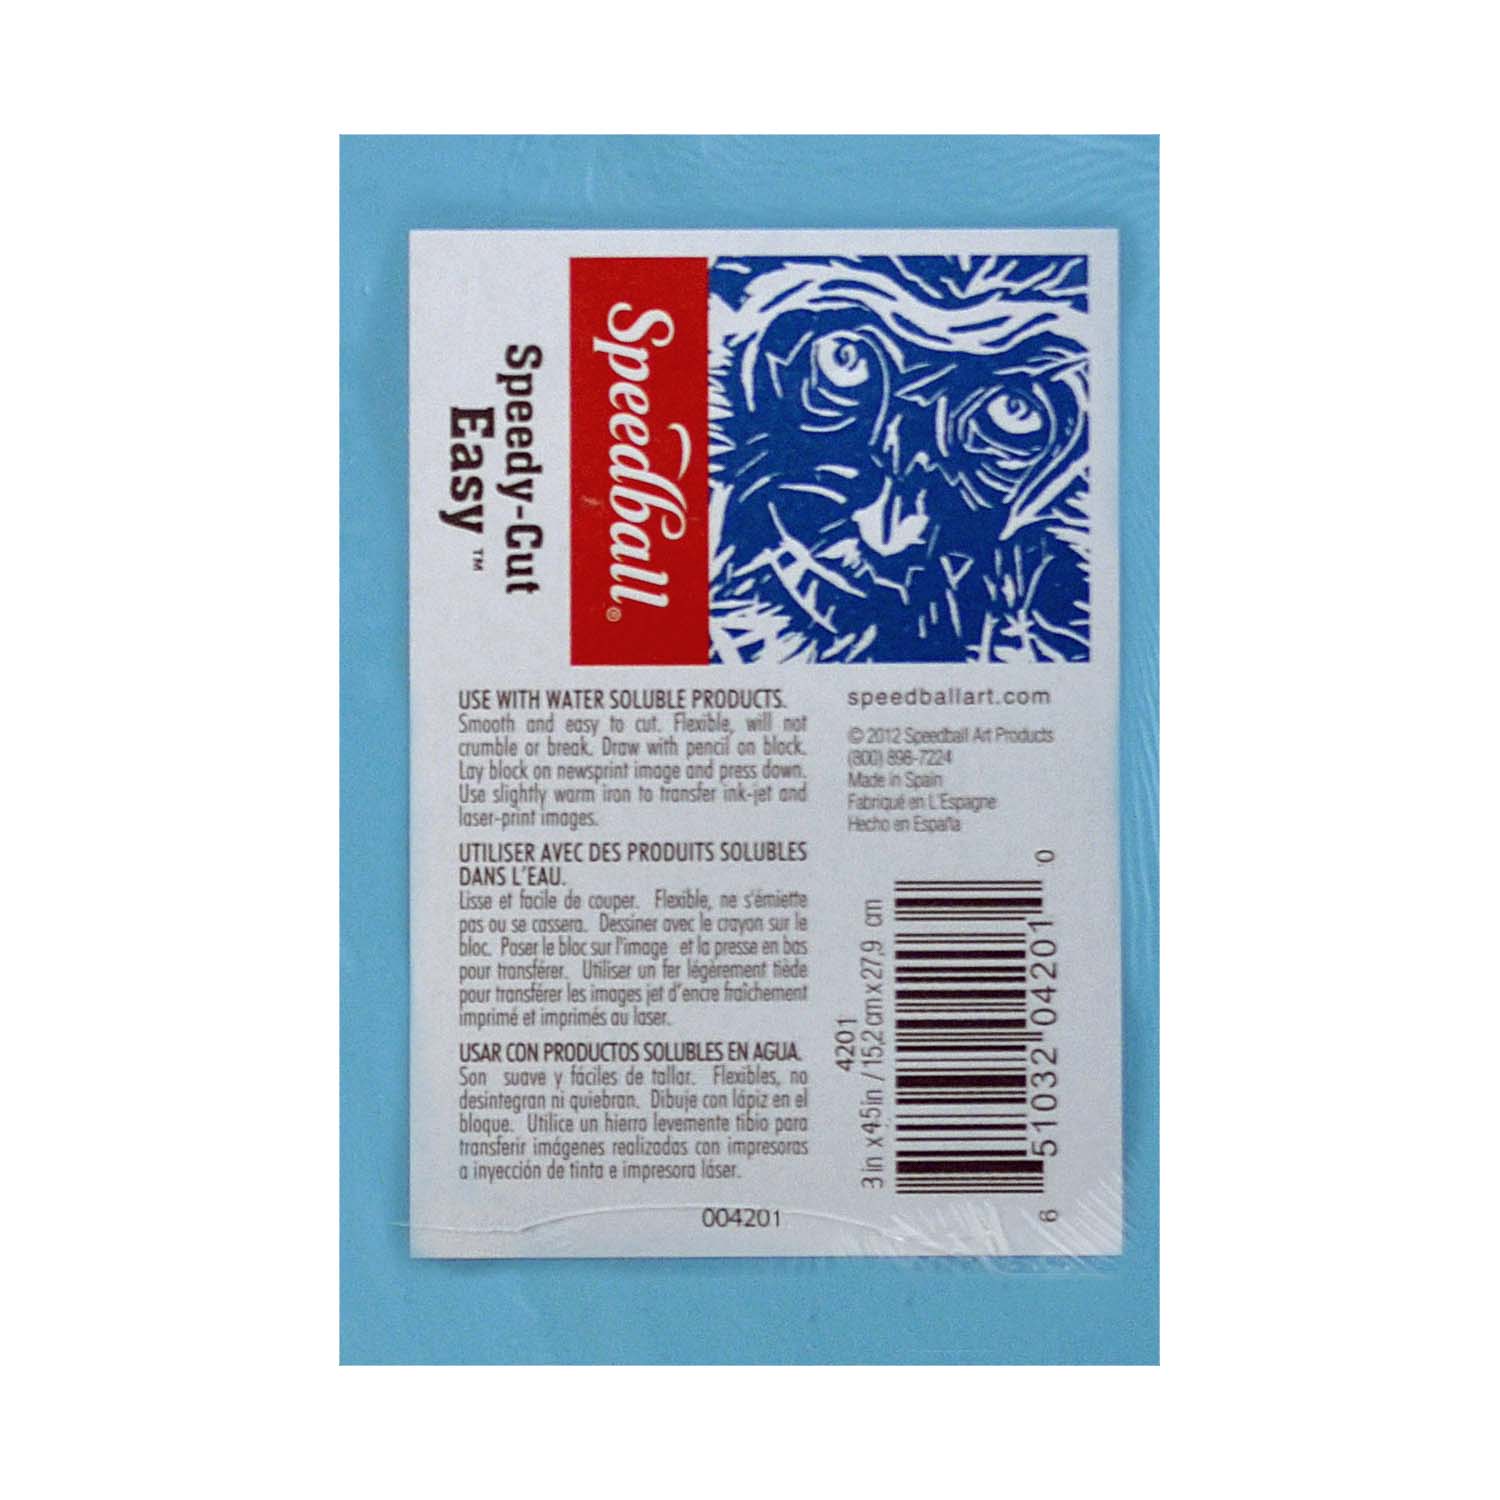 Speedball®
Speedy-Cut
Easy™
USE WITH WATER SOLUBLE PRODUCTS.
Smooth and easy to cut. Flexible, will not
crumble or break. Draw with pencil on block.
Lay block on newsprint image and press down.
Use slightly warm iron to transfer ink-jet and
laser-print images.
UTILISER AVEC DES PRODUITS SOLUBLES
DANS L'EAU.
Lisse et facile de couper. Flexible, ne s'émiette
pas ou se cassera. Dessiner avec le crayon sur le
bloc. Poser le bloc sur l'image et la presse en bas
pour transférer. Utiliser un fer légèrement tiède
pour transférer les images jet d'encre fraîchement
imprimé et imprimés au laser.
USAR CON PRODUCTOS SOLUBLES EN AGUA.
Son suave y fáciles de tallar. Flexibles, no
desintegran ni quiebran. Dibuje con lápiz en el
bloque. Utilice un hierro levemente tibio para
transferir imágenes realizadas con impresoras
a inyección de tinta e impresora láser.
speedballart.com
© 2012 Speedball Art Products
(800) 898-7224
Made in Spain
Fabriqué en L'Espagne
Hecho en España
4201
3 in x 4.5 in / 15,2 cm x 27,9 cm
6 51032 04201 0
004201